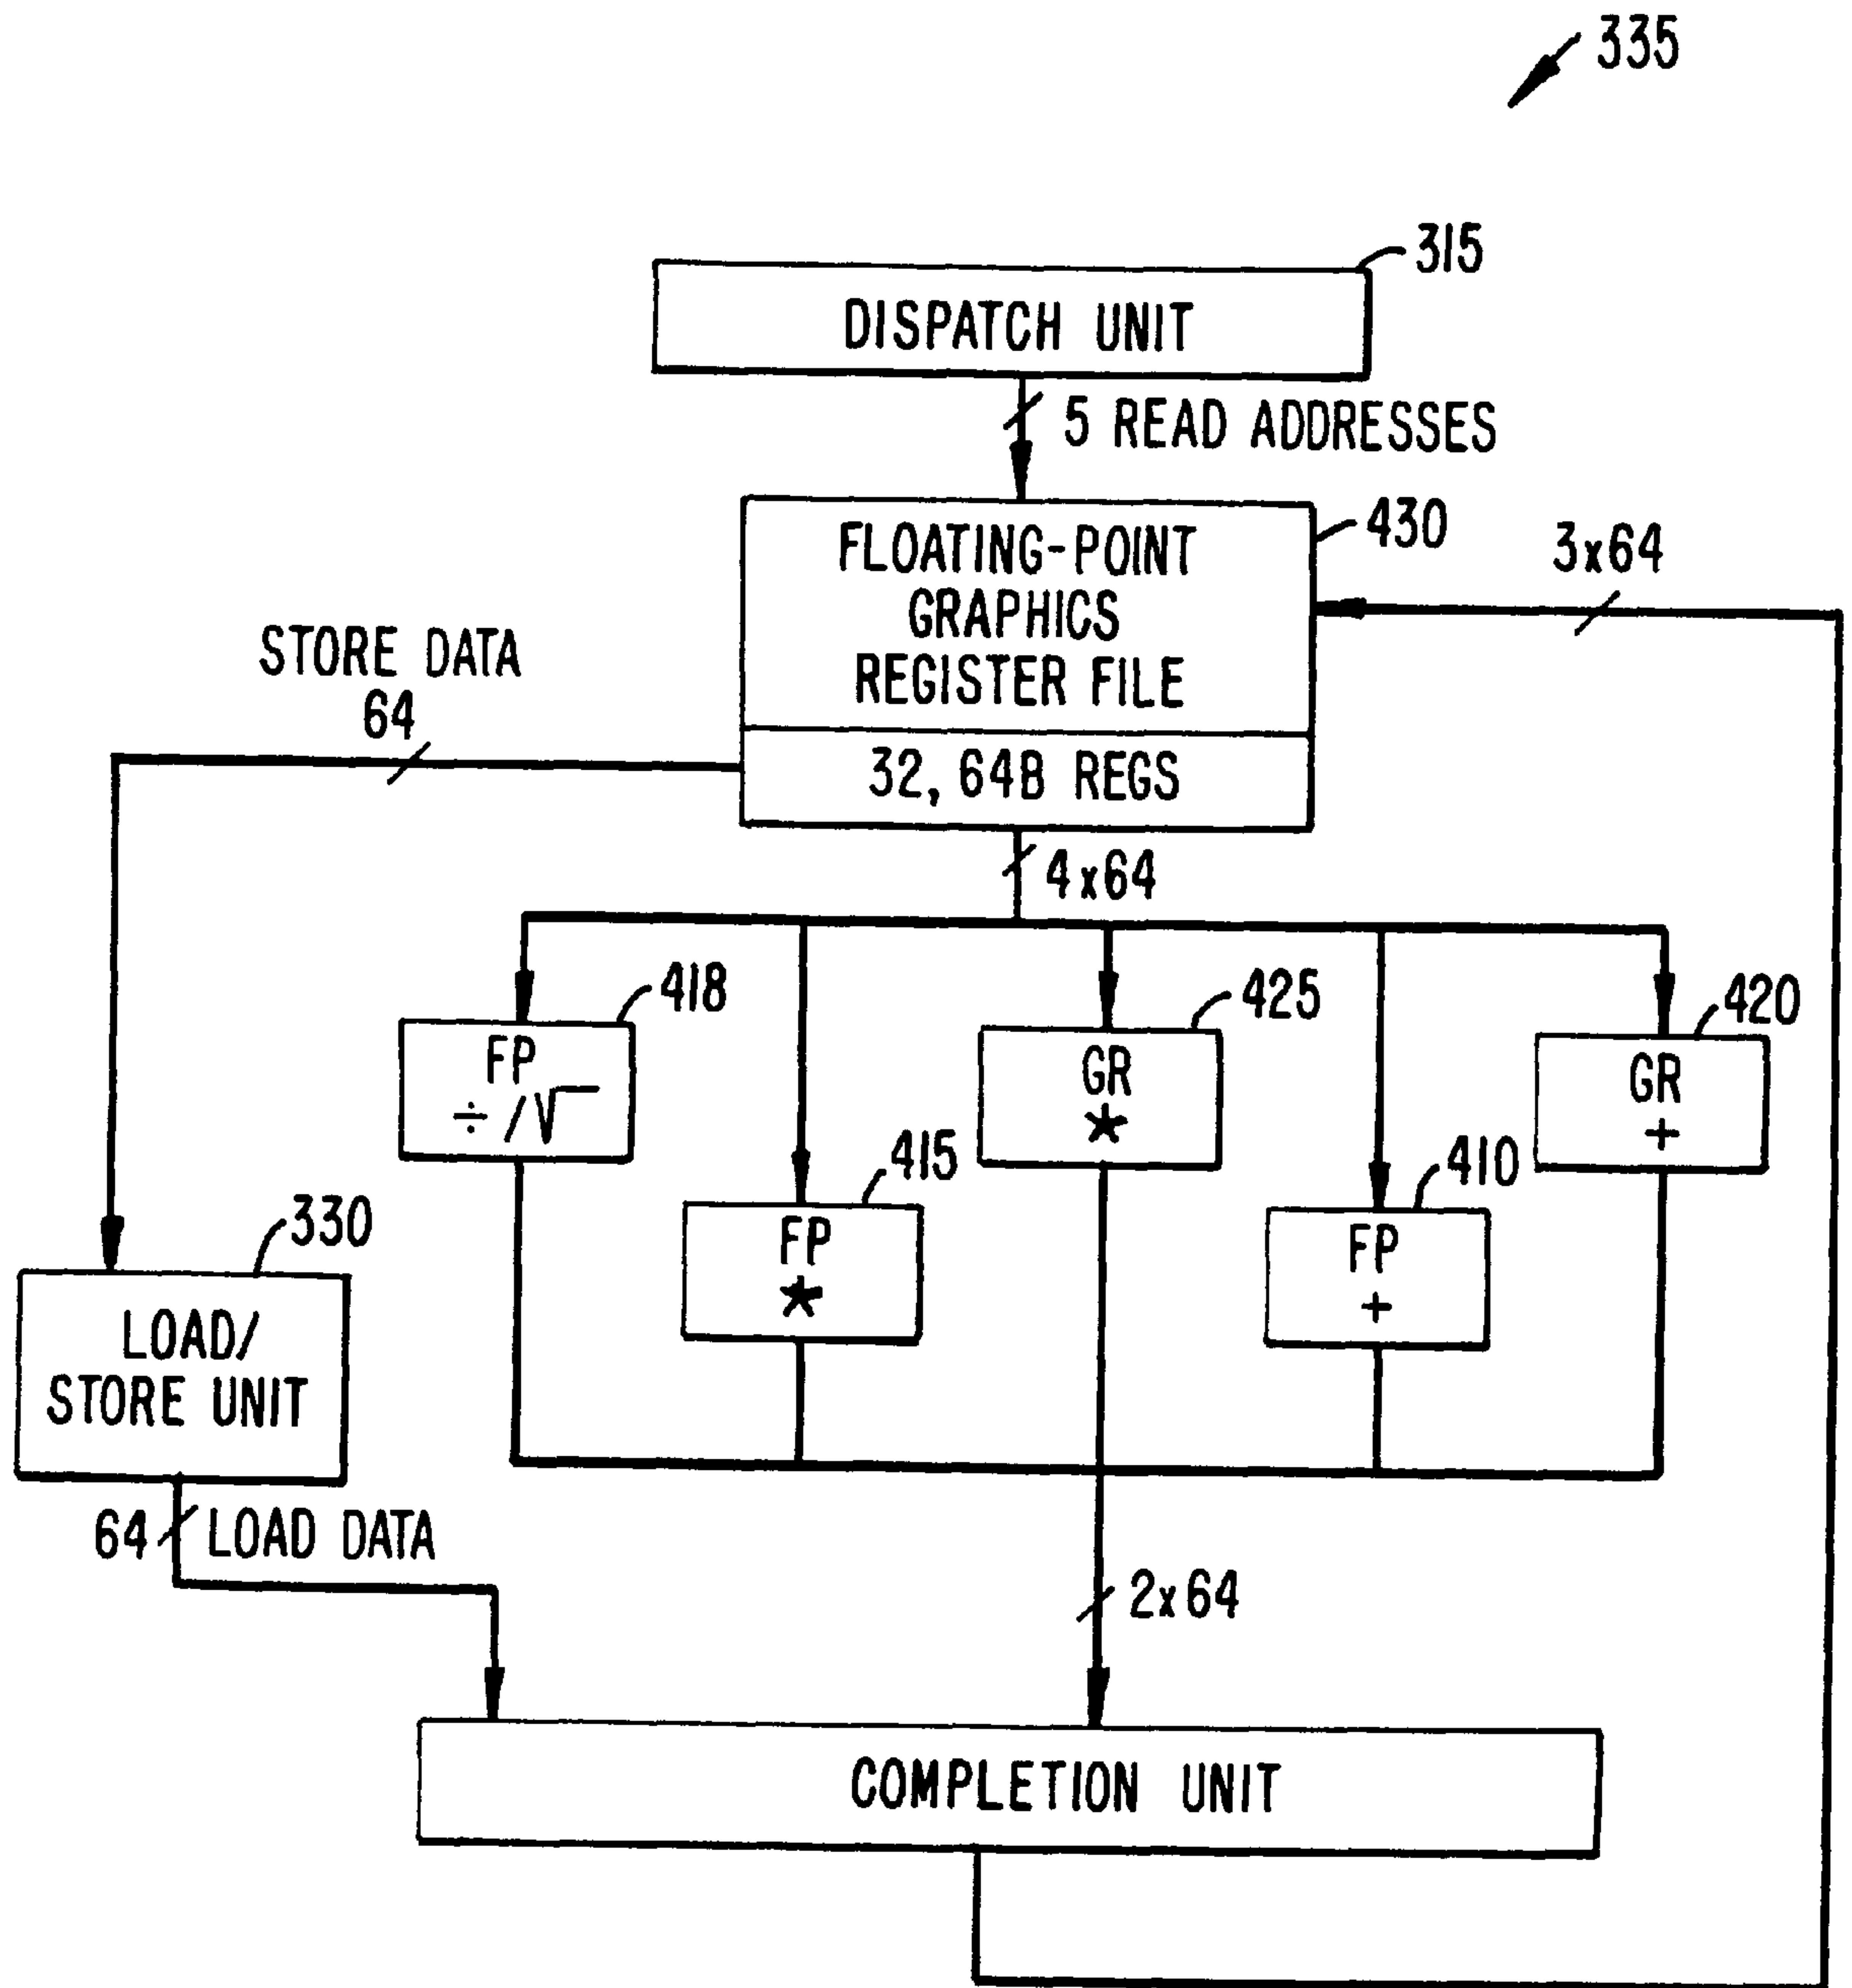 335
315
DISPATCH UNIT
5 READ ADDRESSES
430
FLOATING-POINT
GRAPHICS
REGISTER FILE
3x64
STORE DATA
64
32, 64B REGS
4x64
418
425
420
FP
÷/√
GR
*
GR
+
415
410
FP
*
FP
+
330
LOAD/
STORE UNIT
64 LOAD DATA
2x64
COMPLETION UNIT